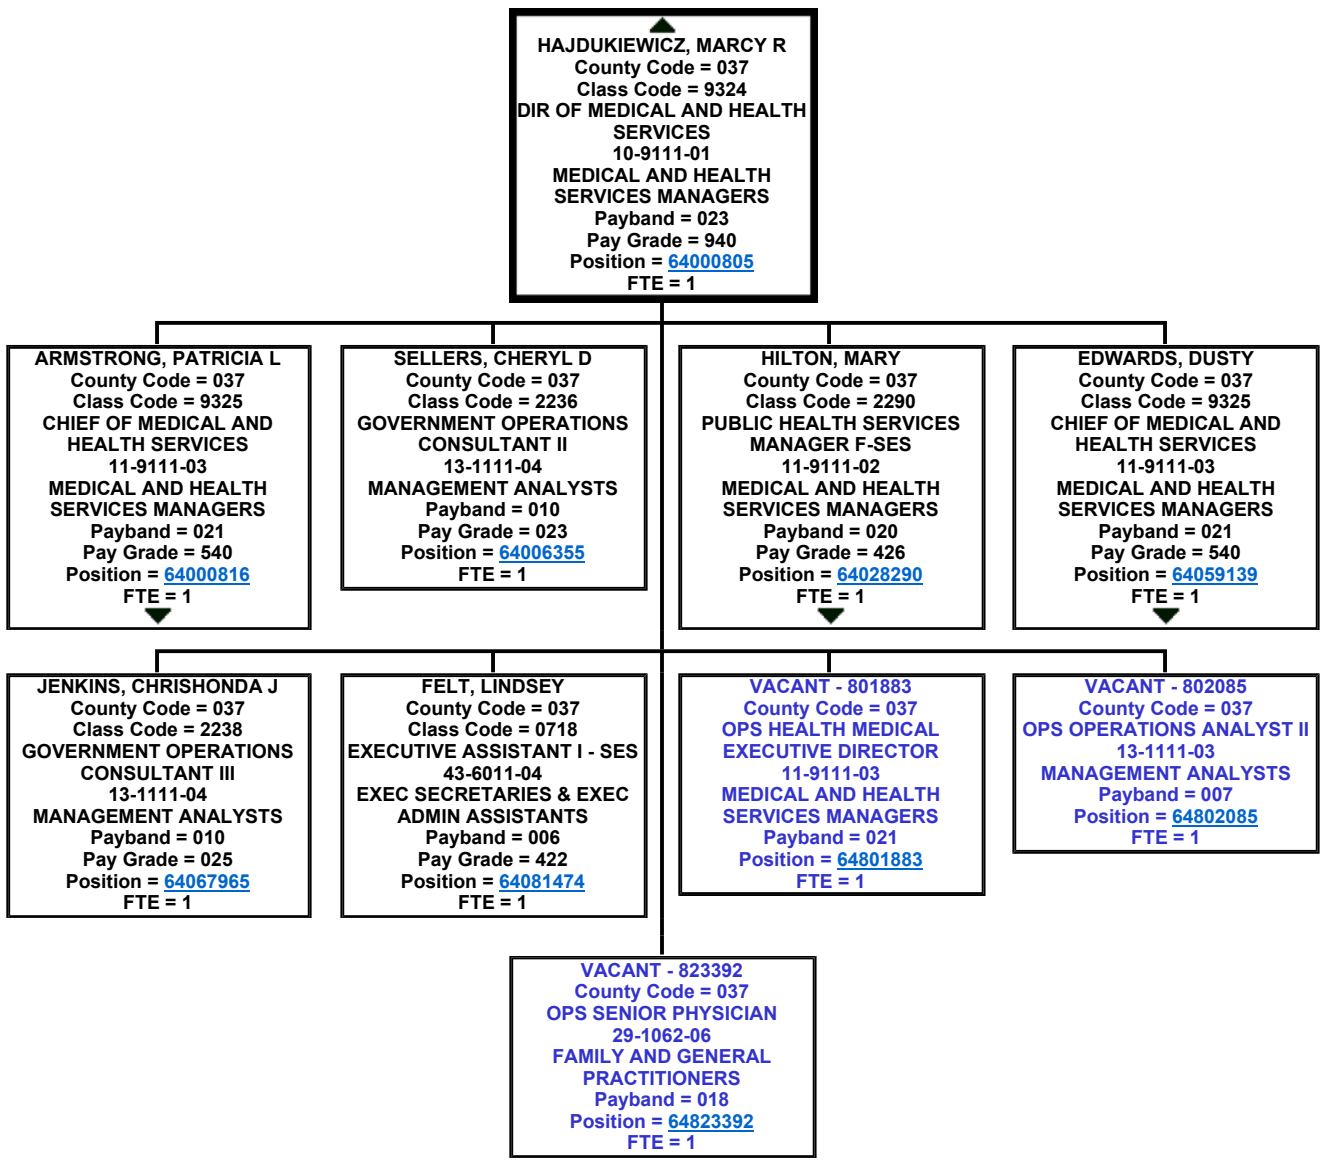 HAJDUKIEWICZ, MARCY R
County Code = 037
Class Code = 9324
DIR OF MEDICAL AND HEALTH
SERVICES
10-9111-01
MEDICAL AND HEALTH
SERVICES MANAGERS
Payband = 023
Pay Grade = 940
Position = 64000805
FTE = 1
ARMSTRONG, PATRICIA L
County Code = 037
Class Code = 9325
CHIEF OF MEDICAL AND
HEALTH SERVICES
11-9111-03
MEDICAL AND HEALTH
SERVICES MANAGERS
Payband = 021
Pay Grade = 540
Position = 64000816
FTE = 1
SELLERS, CHERYL D
County Code = 037
Class Code = 2236
GOVERNMENT OPERATIONS
CONSULTANT II
13-1111-04
MANAGEMENT ANALYSTS
Payband = 010
Pay Grade = 023
Position = 64006355
FTE = 1
HILTON, MARY
County Code = 037
Class Code = 2290
PUBLIC HEALTH SERVICES
MANAGER F-SES
11-9111-02
MEDICAL AND HEALTH
SERVICES MANAGERS
Payband = 020
Pay Grade = 426
Position = 64028290
FTE = 1
EDWARDS, DUSTY
County Code = 037
Class Code = 9325
CHIEF OF MEDICAL AND
HEALTH SERVICES
11-9111-03
MEDICAL AND HEALTH
SERVICES MANAGERS
Payband = 021
Pay Grade = 540
Position = 64059139
FTE = 1
JENKINS, CHRISHONDA J
County Code = 037
Class Code = 2238
GOVERNMENT OPERATIONS
CONSULTANT III
13-1111-04
MANAGEMENT ANALYSTS
Payband = 010
Pay Grade = 025
Position = 64067965
FTE = 1
FELT, LINDSEY
County Code = 037
Class Code = 0718
EXECUTIVE ASSISTANT I - SES
43-6011-04
EXEC SECRETARIES & EXEC
ADMIN ASSISTANTS
Payband = 006
Pay Grade = 422
Position = 64081474
FTE = 1
VACANT - 801883
County Code = 037
OPS HEALTH MEDICAL
EXECUTIVE DIRECTOR
11-9111-03
MEDICAL AND HEALTH
SERVICES MANAGERS
Payband = 021
Position = 64801883
FTE = 1
VACANT - 802085
County Code = 037
OPS OPERATIONS ANALYST II
13-1111-03
MANAGEMENT ANALYSTS
Payband = 007
Position = 64802085
FTE = 1
VACANT - 823392
County Code = 037
OPS SENIOR PHYSICIAN
29-1062-06
FAMILY AND GENERAL
PRACTITIONERS
Payband = 018
Position = 64823392
FTE = 1